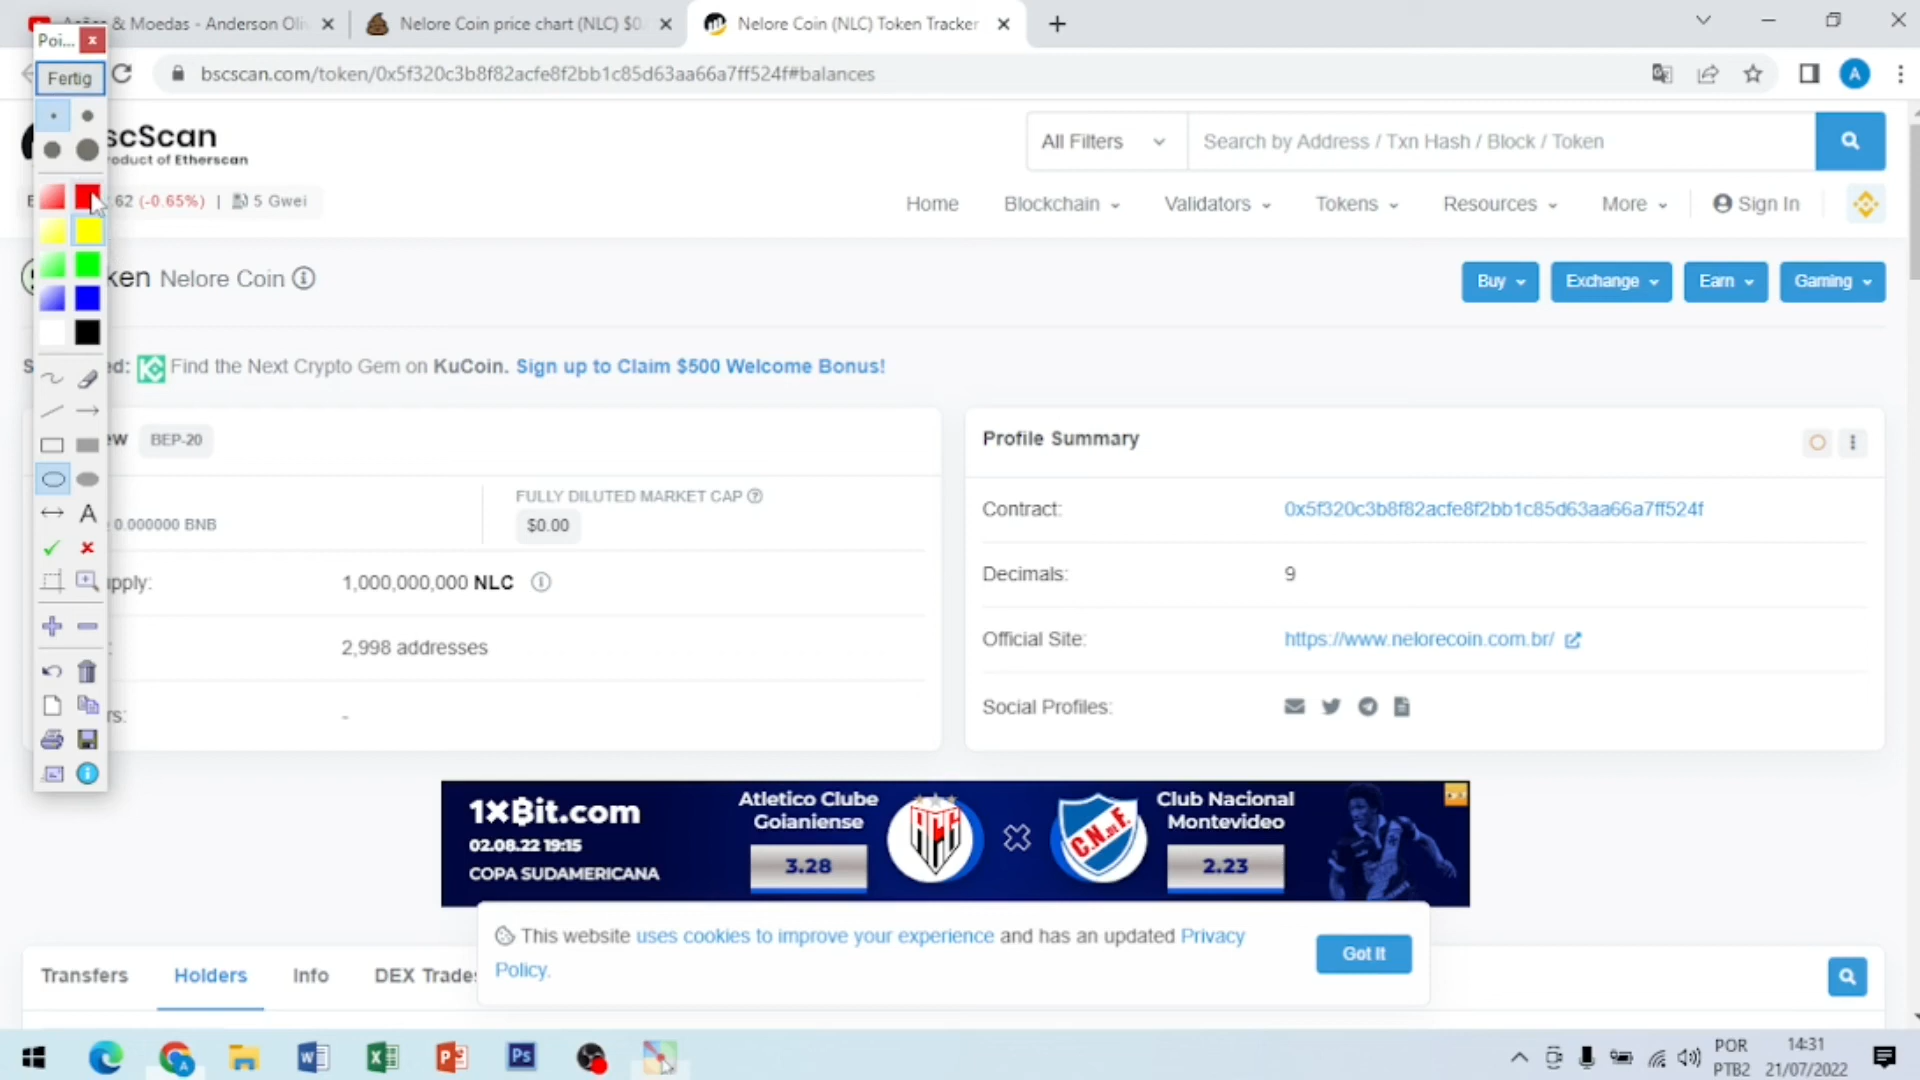 & Moedas - Anderson Oli
Nelore Coin price chart (NLC) $0.
Nelore Coin (NLC) Token Tracker
Poi...
Fertig
bscscan.com/token/0x5f320c3b8f82acfe8f2bb1c85d63aa66a7ff524f#balances
A
scScan
oduct of Etherscan
All Filters
Search by Address / Txn Hash / Block / Token
62 (-0.65%) | 5 Gwei
Home
Blockchain
Validators
Tokens
Resources
More
Sign In
ken Nelore Coin
Buy
Exchange
Earn
Gaming
ed: Find the Next Crypto Gem on KuCoin. Sign up to Claim $500 Welcome Bonus!
ew BEP-20
Profile Summary
FULLY DILUTED MARKET CAP
0.000000 BNB
$0.00
Contract:
0x5f320c3b8f82acfe8f2bb1c85d63aa66a7ff524f
A
Decimals:
9
pply:
1,000,000,000 NLC
Official Site:
https://www.nelorecoin.com.br/
2,998 addresses
Social Profiles:
rs:
-
1XBit.com
02.08.22 19:15
COPA SUDAMERICANA
Atletico Clube
Goianiense
3.28
ACG
C.N. de F.
Club Nacional
Montevideo
2.23
This website uses cookies to improve your experience and has an updated Privacy
Policy.
Got It
Transfers
Holders
Info
DEX Trades
POR
PTB2
14:31
21/07/2022